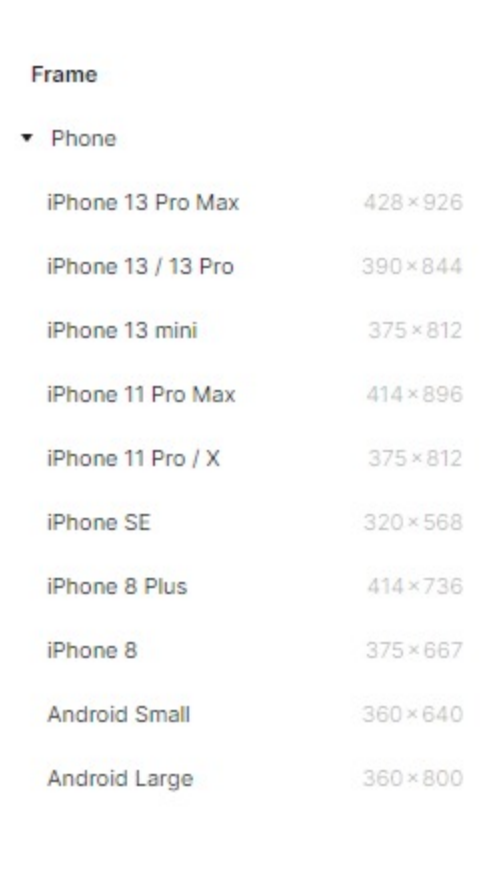 Frame
Phone
iPhone 13 Pro Max 428×926
iPhone 13 / 13 Pro 390×844
iPhone 13 mini 375×812
iPhone 11 Pro Max 414×896
iPhone 11 Pro / X 375×812
iPhone SE 320×568
iPhone 8 Plus 414×736
iPhone 8 375×667
Android Small 360×640
Android Large 360×800